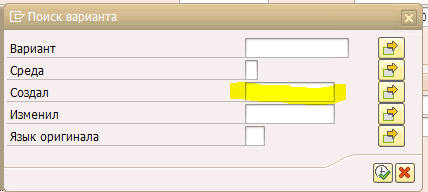 Поиск варианта
Вариант
Среда
Создал
Изменил
Язык оригинала